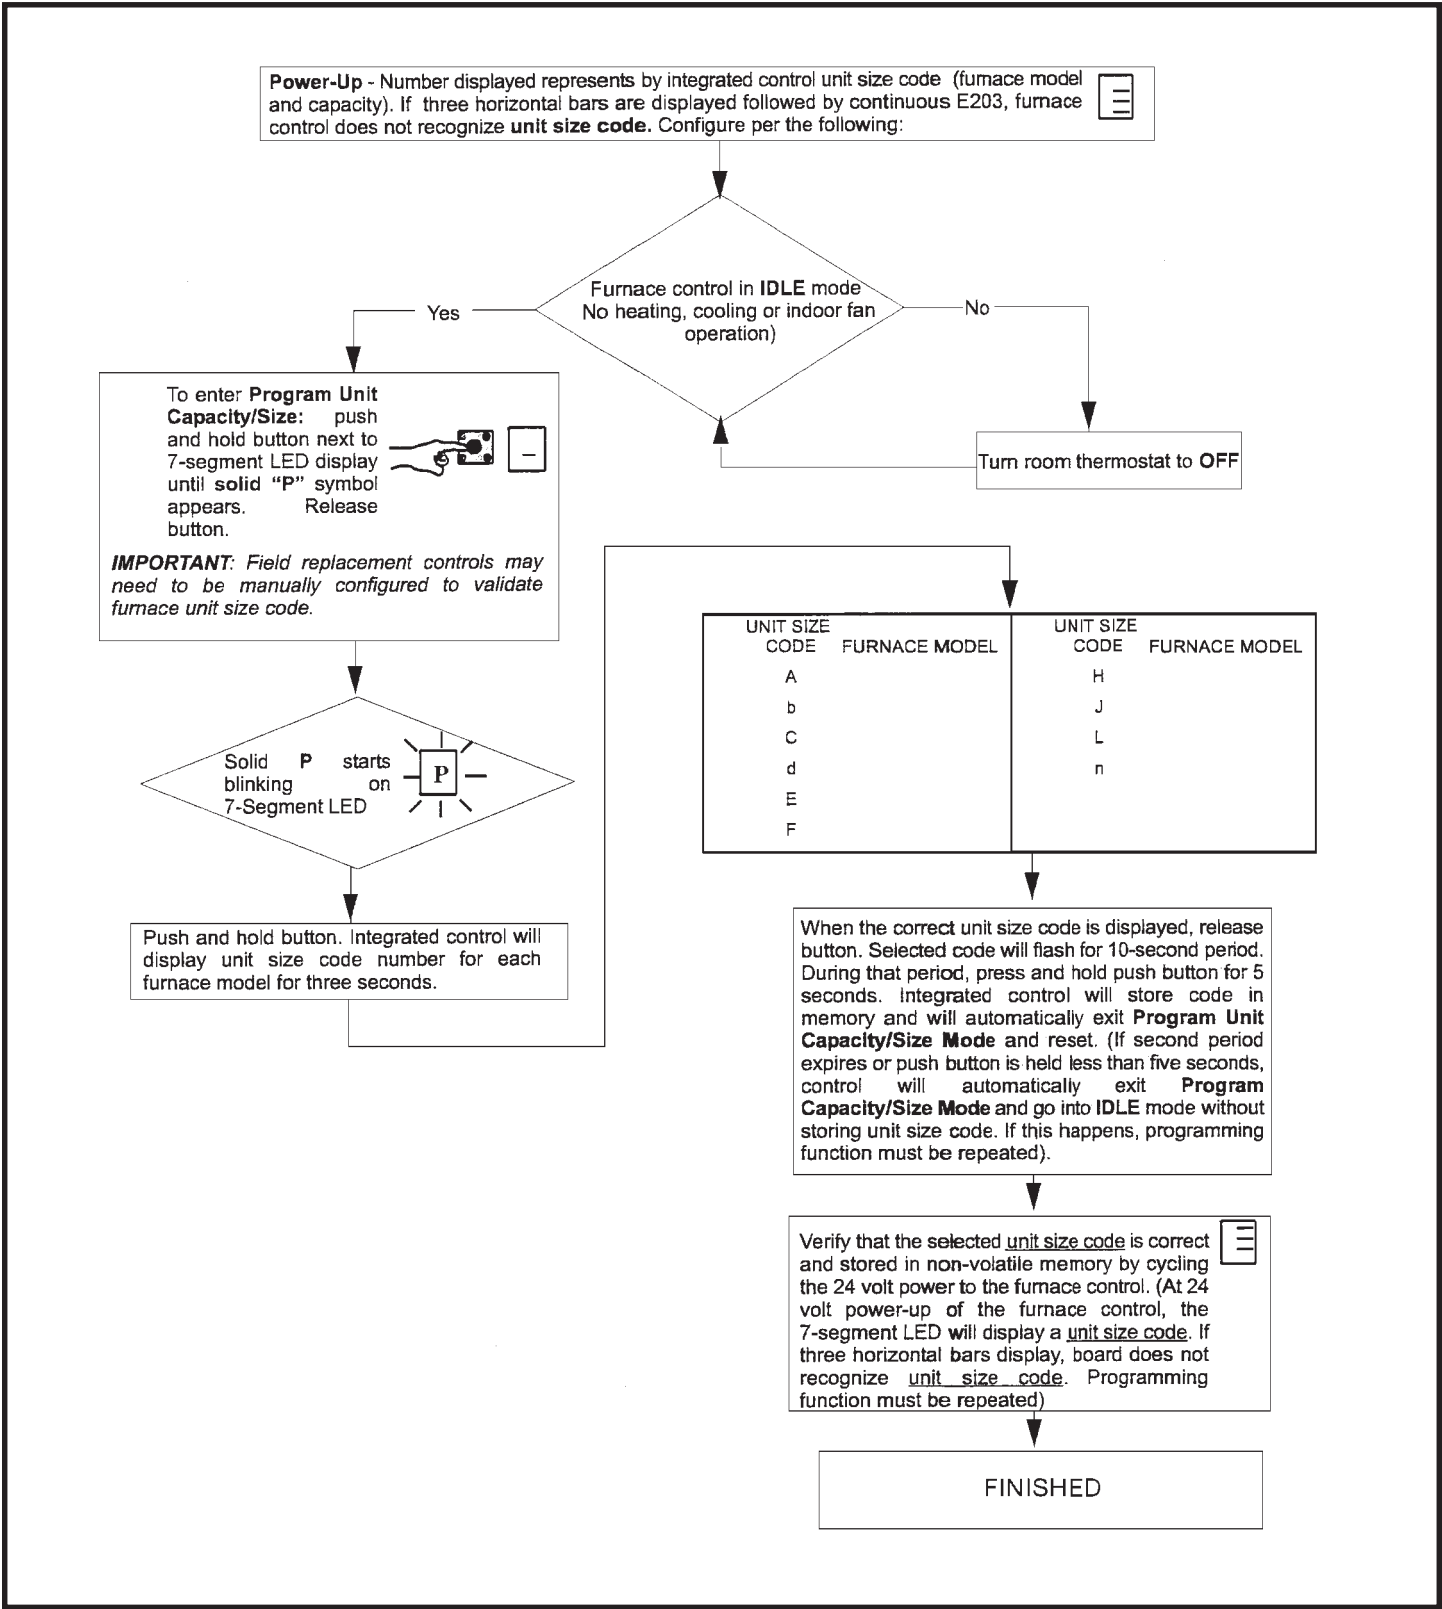 Power-Up - Number displayed represents by integrated control unit size code (furnace model
and capacity). If three horizontal bars are displayed followed by continuous E203, furnace
control does not recognize unit size code. Configure per the following:
Furnace control in IDLE mode
No heating, cooling or indoor fan
operation)
Yes
No
To enter Program Unit
Capacity/Size: push
and hold button next to
7-segment LED display
until solid “P” symbol
appears. Release
button.
IMPORTANT: Field replacement controls may
need to be manually configured to validate
furnace unit size code.
Turn room thermostat to OFF
Solid P starts
blinking on
7-Segment LED
P
Push and hold button. Integrated control will
display unit size code number for each
furnace model for three seconds.
UNIT SIZE
CODE FURNACE MODEL
A
b
C
d
E
F
UNIT SIZE
CODE FURNACE MODEL
H
J
L
n
When the correct unit size code is displayed, release
button. Selected code will flash for 10-second period.
During that period, press and hold push button for 5
seconds. Integrated control will store code in
memory and will automatically exit Program Unit
Capacity/Size Mode and reset. (If second period
expires or push button is held less than five seconds,
control will automatically exit Program
Capacity/Size Mode and go into IDLE mode without
storing unit size code. If this happens, programming
function must be repeated).
Verify that the selected unit size code is correct
and stored in non-volatile memory by cycling
the 24 volt power to the furnace control. (At 24
volt power-up of the furnace control, the
7-segment LED will display a unit size code. If
three horizontal bars display, board does not
recognize unit size code. Programming
function must be repeated)
FINISHED